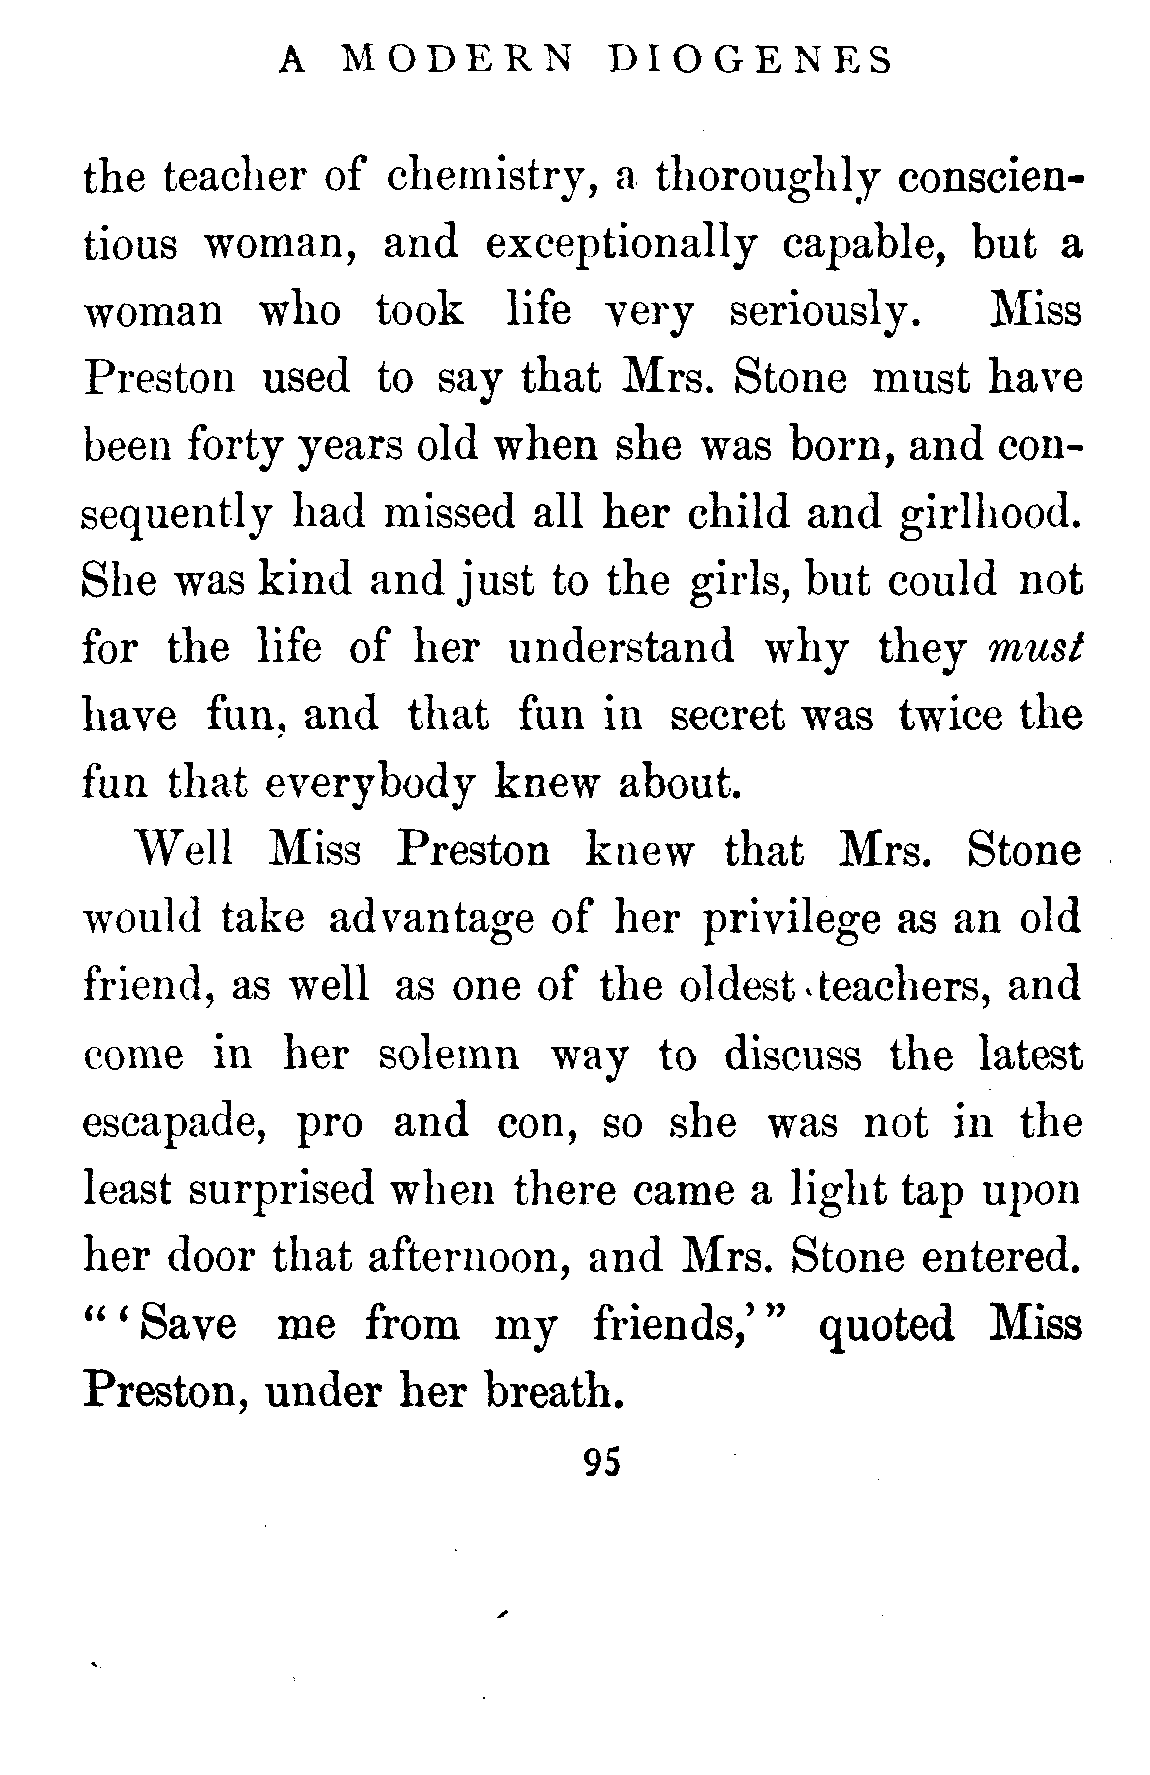 A MODERN DIOGENES
the teacher of chemistry, a thoroughly conscien-
tious woman, and exceptionally capable, but a
woman who took life very seriously. Miss
Preston used to say that Mrs. Stone must have
been forty years old when she was born, and con-
sequently had missed all her child and girlhood.
She was kind and just to the girls, but could not
for the life of her understand why they must
have fun, and that fun in secret was twice the
fun that everybody knew about.
Well Miss Preston knew that Mrs. Stone
would take advantage of her privilege as an old
friend, as well as one of the oldest teachers, and
come in her solemn way to discuss the latest
escapade, pro and con, so she was not in the
least surprised when there came a light tap upon
her door that afternoon, and Mrs. Stone entered.
“‘Save me from my friends,’” quoted Miss
Preston, under her breath.
95